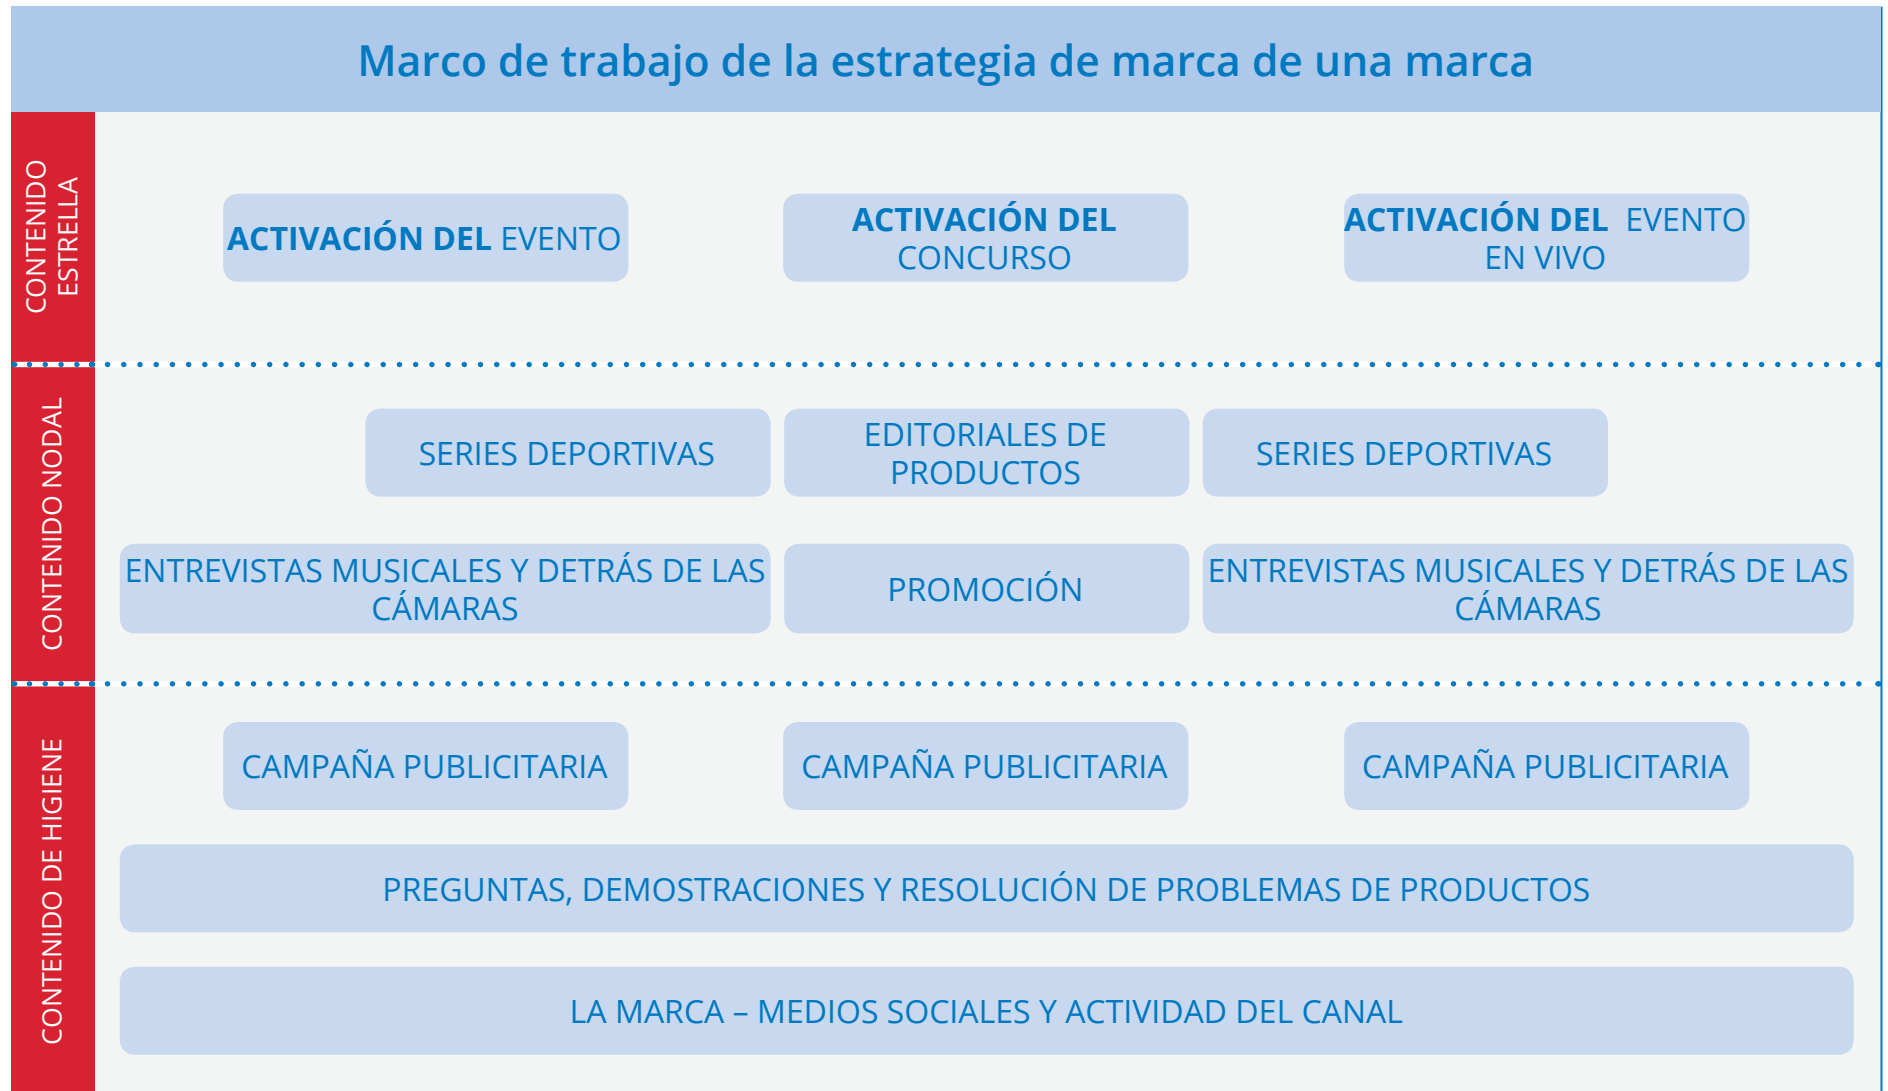 Marco de trabajo de la estrategia de marca de una marca
CONTENIDO
ESTRELLA
ACTIVACIÓN DEL EVENTO
ACTIVACIÓN DEL
CONCURSO
ACTIVACIÓN DEL EVENTO
EN VIVO
CONTENIDO NODAL
SERIES DEPORTIVAS
EDITORIALES DE
PRODUCTOS
SERIES DEPORTIVAS
ENTREVISTAS MUSICALES Y DETRÁS DE LAS
CÁMARAS
PROMOCIÓN
ENTREVISTAS MUSICALES Y DETRÁS DE LAS
CÁMARAS
CONTENIDO DE HIGIENE
CAMPAÑA PUBLICITARIA
CAMPAÑA PUBLICITARIA
CAMPAÑA PUBLICITARIA
PREGUNTAS, DEMOSTRACIONES Y RESOLUCIÓN DE PROBLEMAS DE PRODUCTOS
LA MARCA – MEDIOS SOCIALES Y ACTIVIDAD DEL CANAL